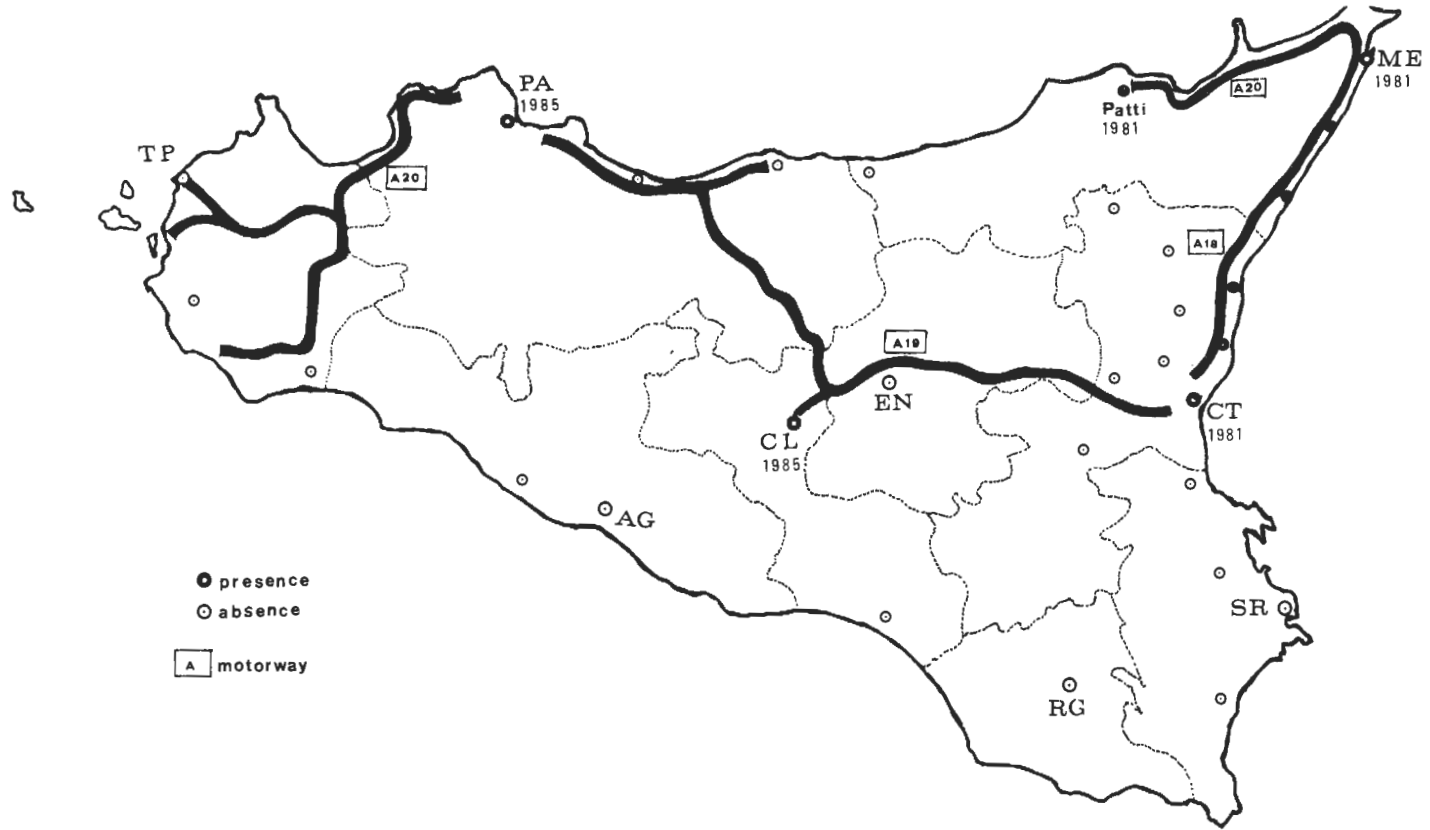 ME
1981
PA
1985
A20
Patti
1981
TP
A20
A18
A19
EN
CT
1981
CL
1985
AG
presence
absence
SR
A motorway
RG